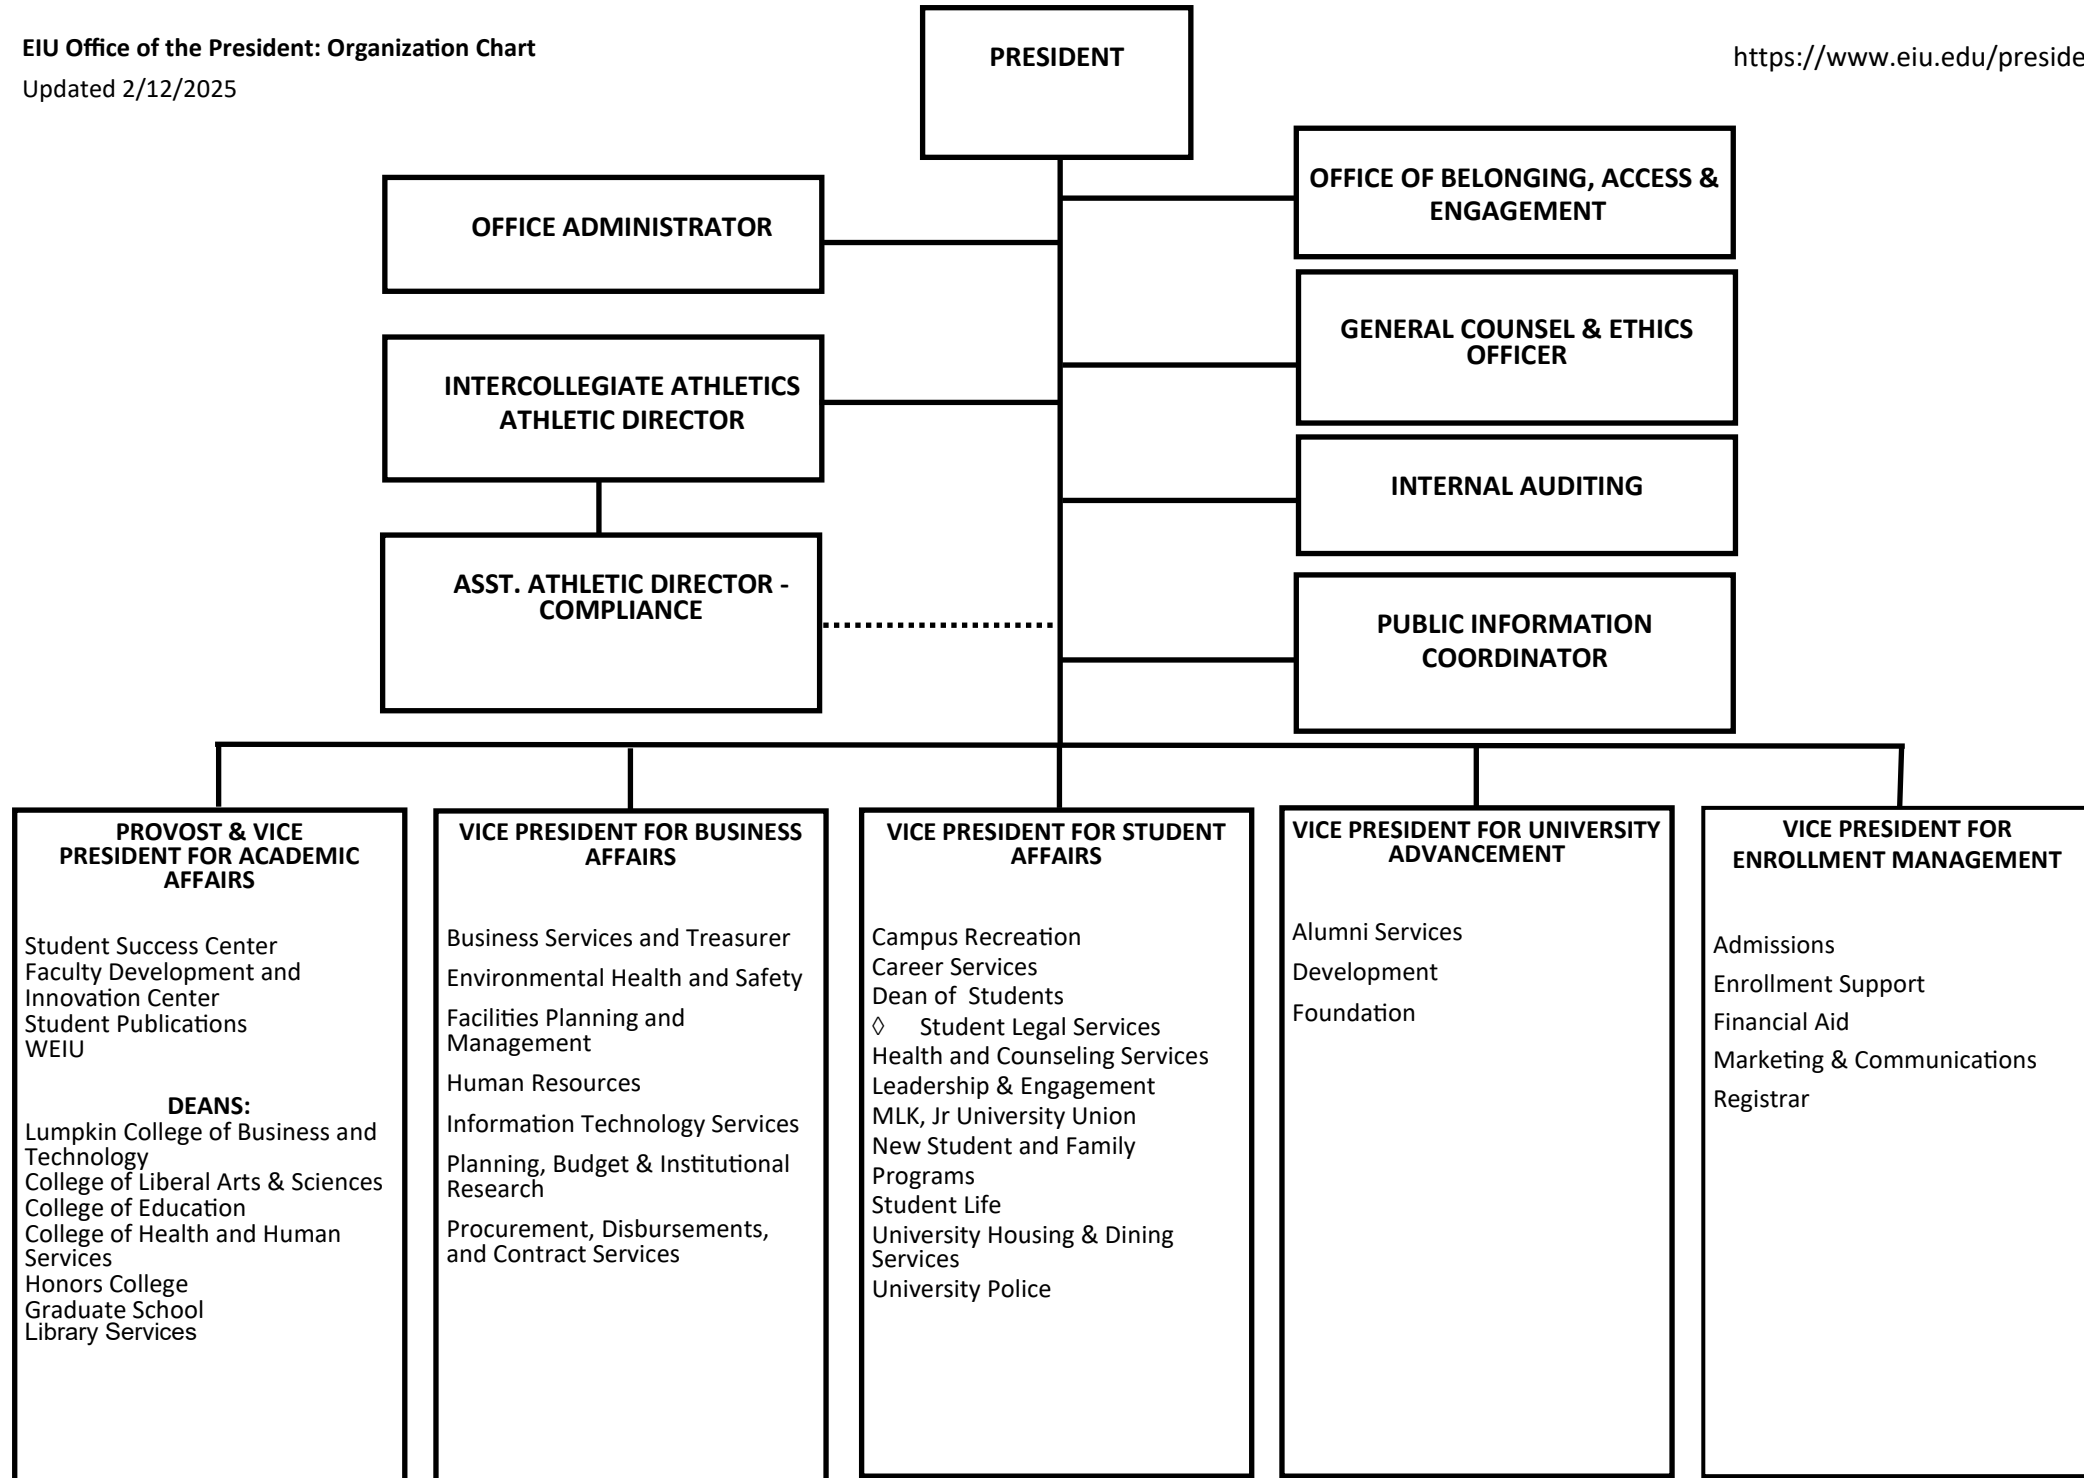 EIU Office of the President: Organization Chart
Updated 2/12/2025
PRESIDENT
https://www.eiu.edu/preside
OFFICE OF BELONGING, ACCESS &
ENGAGEMENT
OFFICE ADMINISTRATOR
GENERAL COUNSEL & ETHICS
OFFICER
INTERCOLLEGIATE ATHLETICS
ATHLETIC DIRECTOR
INTERNAL AUDITING
ASST. ATHLETIC DIRECTOR -
COMPLIANCE
PUBLIC INFORMATION
COORDINATOR
PROVOST & VICE
PRESIDENT FOR ACADEMIC
AFFAIRS
Student Success Center
Faculty Development and
Innovation Center
Student Publications
WEIU
DEANS:
Lumpkin College of Business and
Technology
College of Liberal Arts & Sciences
College of Education
College of Health and Human
Services
Honors College
Graduate School
Library Services
VICE PRESIDENT FOR BUSINESS
AFFAIRS
Business Services and Treasurer
Environmental Health and Safety
Facilities Planning and
Management
Human Resources
Information Technology Services
Planning, Budget & Institutional
Research
Procurement, Disbursements,
and Contract Services
VICE PRESIDENT FOR STUDENT
AFFAIRS
Campus Recreation
Career Services
Dean of  Students
◊ Student Legal Services
Health and Counseling Services
Leadership & Engagement
MLK, Jr University Union
New Student and Family
Programs
Student Life
University Housing & Dining
Services
University Police
VICE PRESIDENT FOR UNIVERSITY
ADVANCEMENT
Alumni Services
Development
Foundation
VICE PRESIDENT FOR
ENROLLMENT MANAGEMENT
Admissions
Enrollment Support
Financial Aid
Marketing & Communications
Registrar